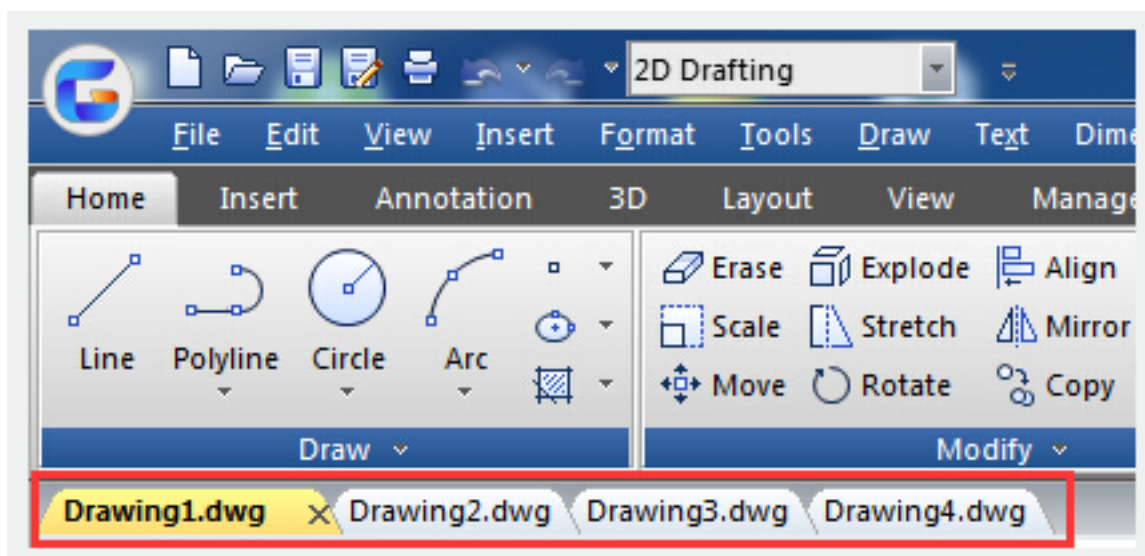 2D Drafting
File Edit View Insert Format Tools Draw Text Dime
Home Insert Annotation 3D Layout View Manage
Erase Explode Align
Scale Stretch Mirror
Line Polyline Circle Arc
Move Rotate Copy
Draw Modify
Drawing1.dwg Drawing2.dwg Drawing3.dwg Drawing4.dwg